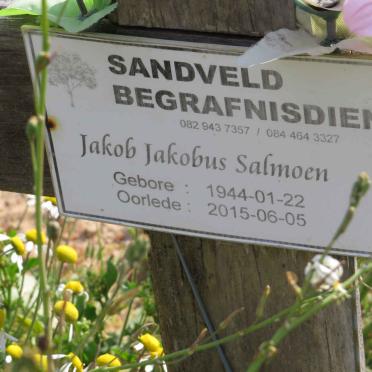 SANDVELD
BEGRAFNISDIEN
082 943 7357 / 084 464 3327
Jakob Jakobus Salmoen
Gebore : 1944-01-22
Oorlede : 2015-06-05